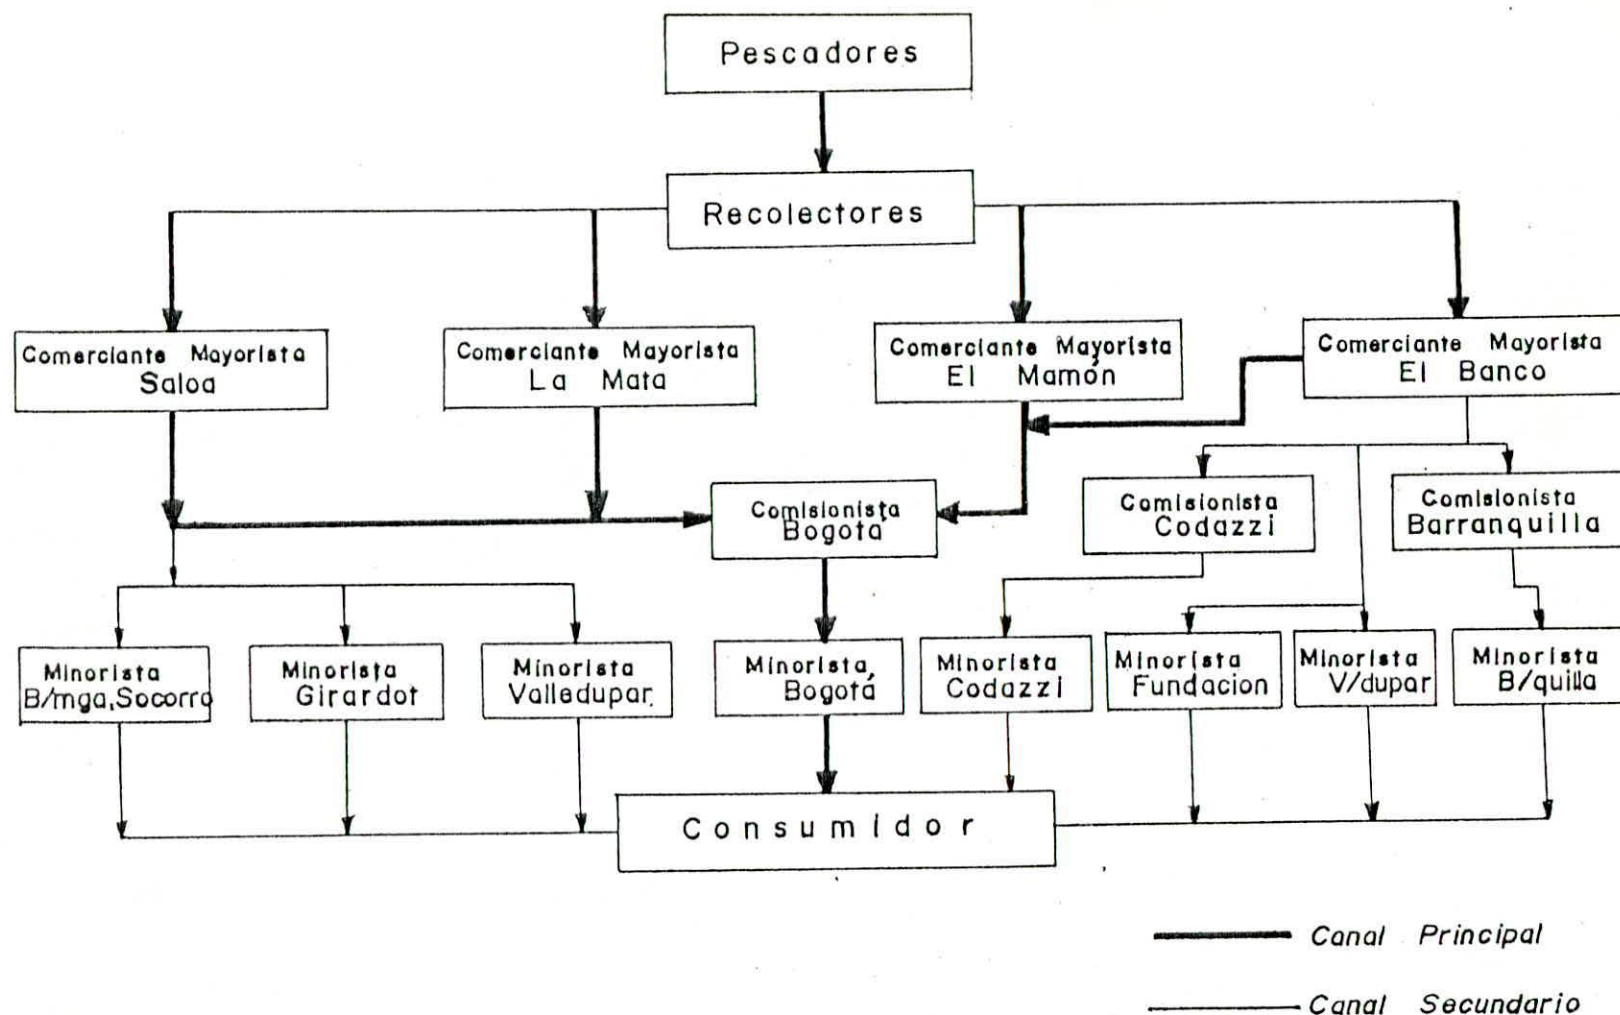 Pescadores
Recolectores
Comerciante Mayorista
Saloa
Comerciante Mayorista
La Mata
Comerciante Mayorista
El Mamón
Comerciante Mayorista
El Banco
Comisionista
Bogotá
Comisionista
Codazzi
Comisionista
Barranquilla
Minorista
B/mga,Socorro
Minorista
Girardot
Minorista
Valledupar.
Minorista
Bogotá
Minorista
Codazzi
Minorista
Fundacion
Minorista
V/dupar
Minorista
B/quilla
Consumidor
Canal Principal
Canal Secundario